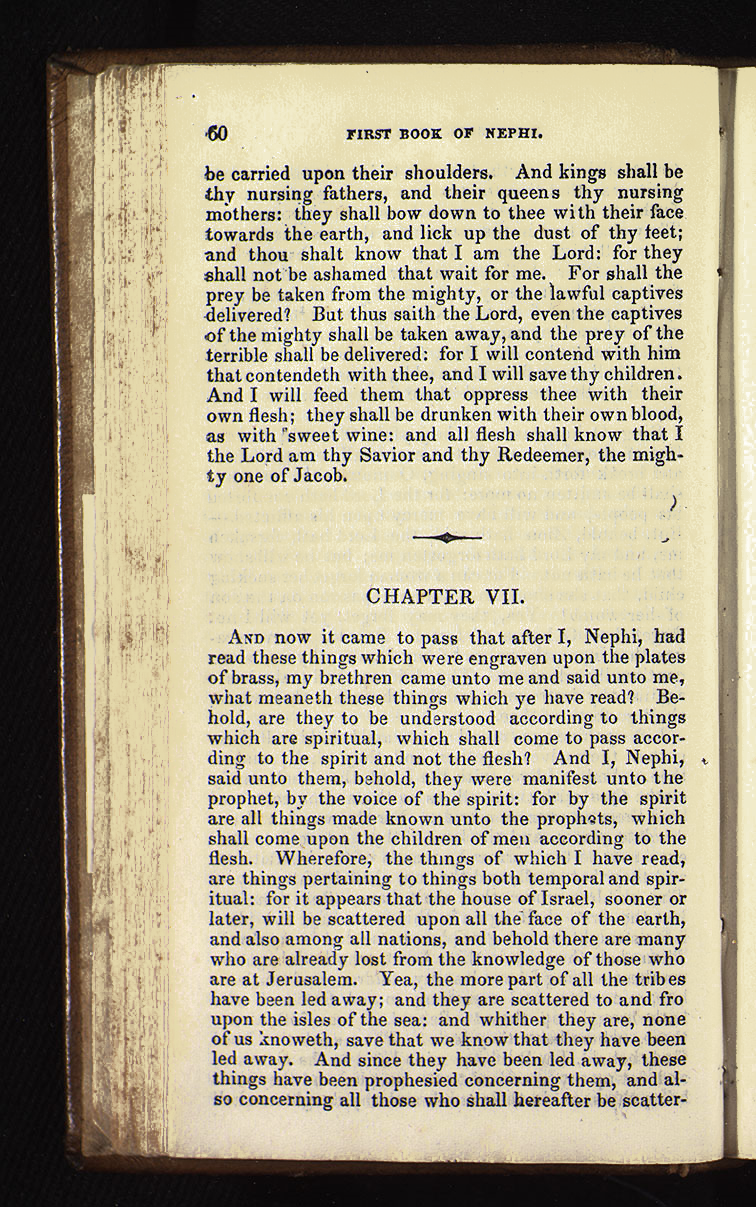 60 FIRST BOOK OF NEPHI.
be carried upon their shoulders. And kings shall be
thy nursing fathers, and their queens thy nursing
mothers: they shall bow down to thee with their face
towards the earth, and lick up the dust of thy feet;
and thou shalt know that I am the Lord: for they
shall not be ashamed that wait for me. For shall the
prey be taken from the mighty, or the lawful captives
delivered? But thus saith the Lord, even the captives
of the mighty shall be taken away, and the prey of the
terrible shall be delivered: for I will contend with him
that contendeth with thee, and I will save thy children.
And I will feed them that oppress thee with their
own flesh; they shall be drunken with their own blood,
as with sweet wine: and all flesh shall know that I
the Lord am thy Savior and thy Redeemer, the migh-
ty one of Jacob.
CHAPTER VII.
AND now it came to pass that after I, Nephi, had
read these things which were engraven upon the plates
of brass, my brethren came unto me and said unto me,
what meaneth these things which ye have read? Be-
hold, are they to be understood according to things
which are spiritual, which shall come to pass accor-
ding to the spirit and not the flesh? And I, Nephi,
said unto them, behold, they were manifest unto the
prophet, by the voice of the spirit: for by the spirit
are all things made known unto the prophets, which
shall come upon the children of men according to the
flesh. Wherefore, the things of which I have read,
are things pertaining to things both temporal and spir-
itual: for it appears that the house of Israel, sooner or
later, will be scattered upon all the face of the earth,
and also among all nations, and behold there are many
who are already lost from the knowledge of those who
are at Jerusalem. Yea, the more part of all the tribes
have been led away; and they are scattered to and fro
upon the isles of the sea: and whither they are, none
of us knoweth, save that we know that they have been
led away. And since they have been led away, these
things have been prophesied concerning them, and al-
so concerning all those who shall hereafter be scatter-